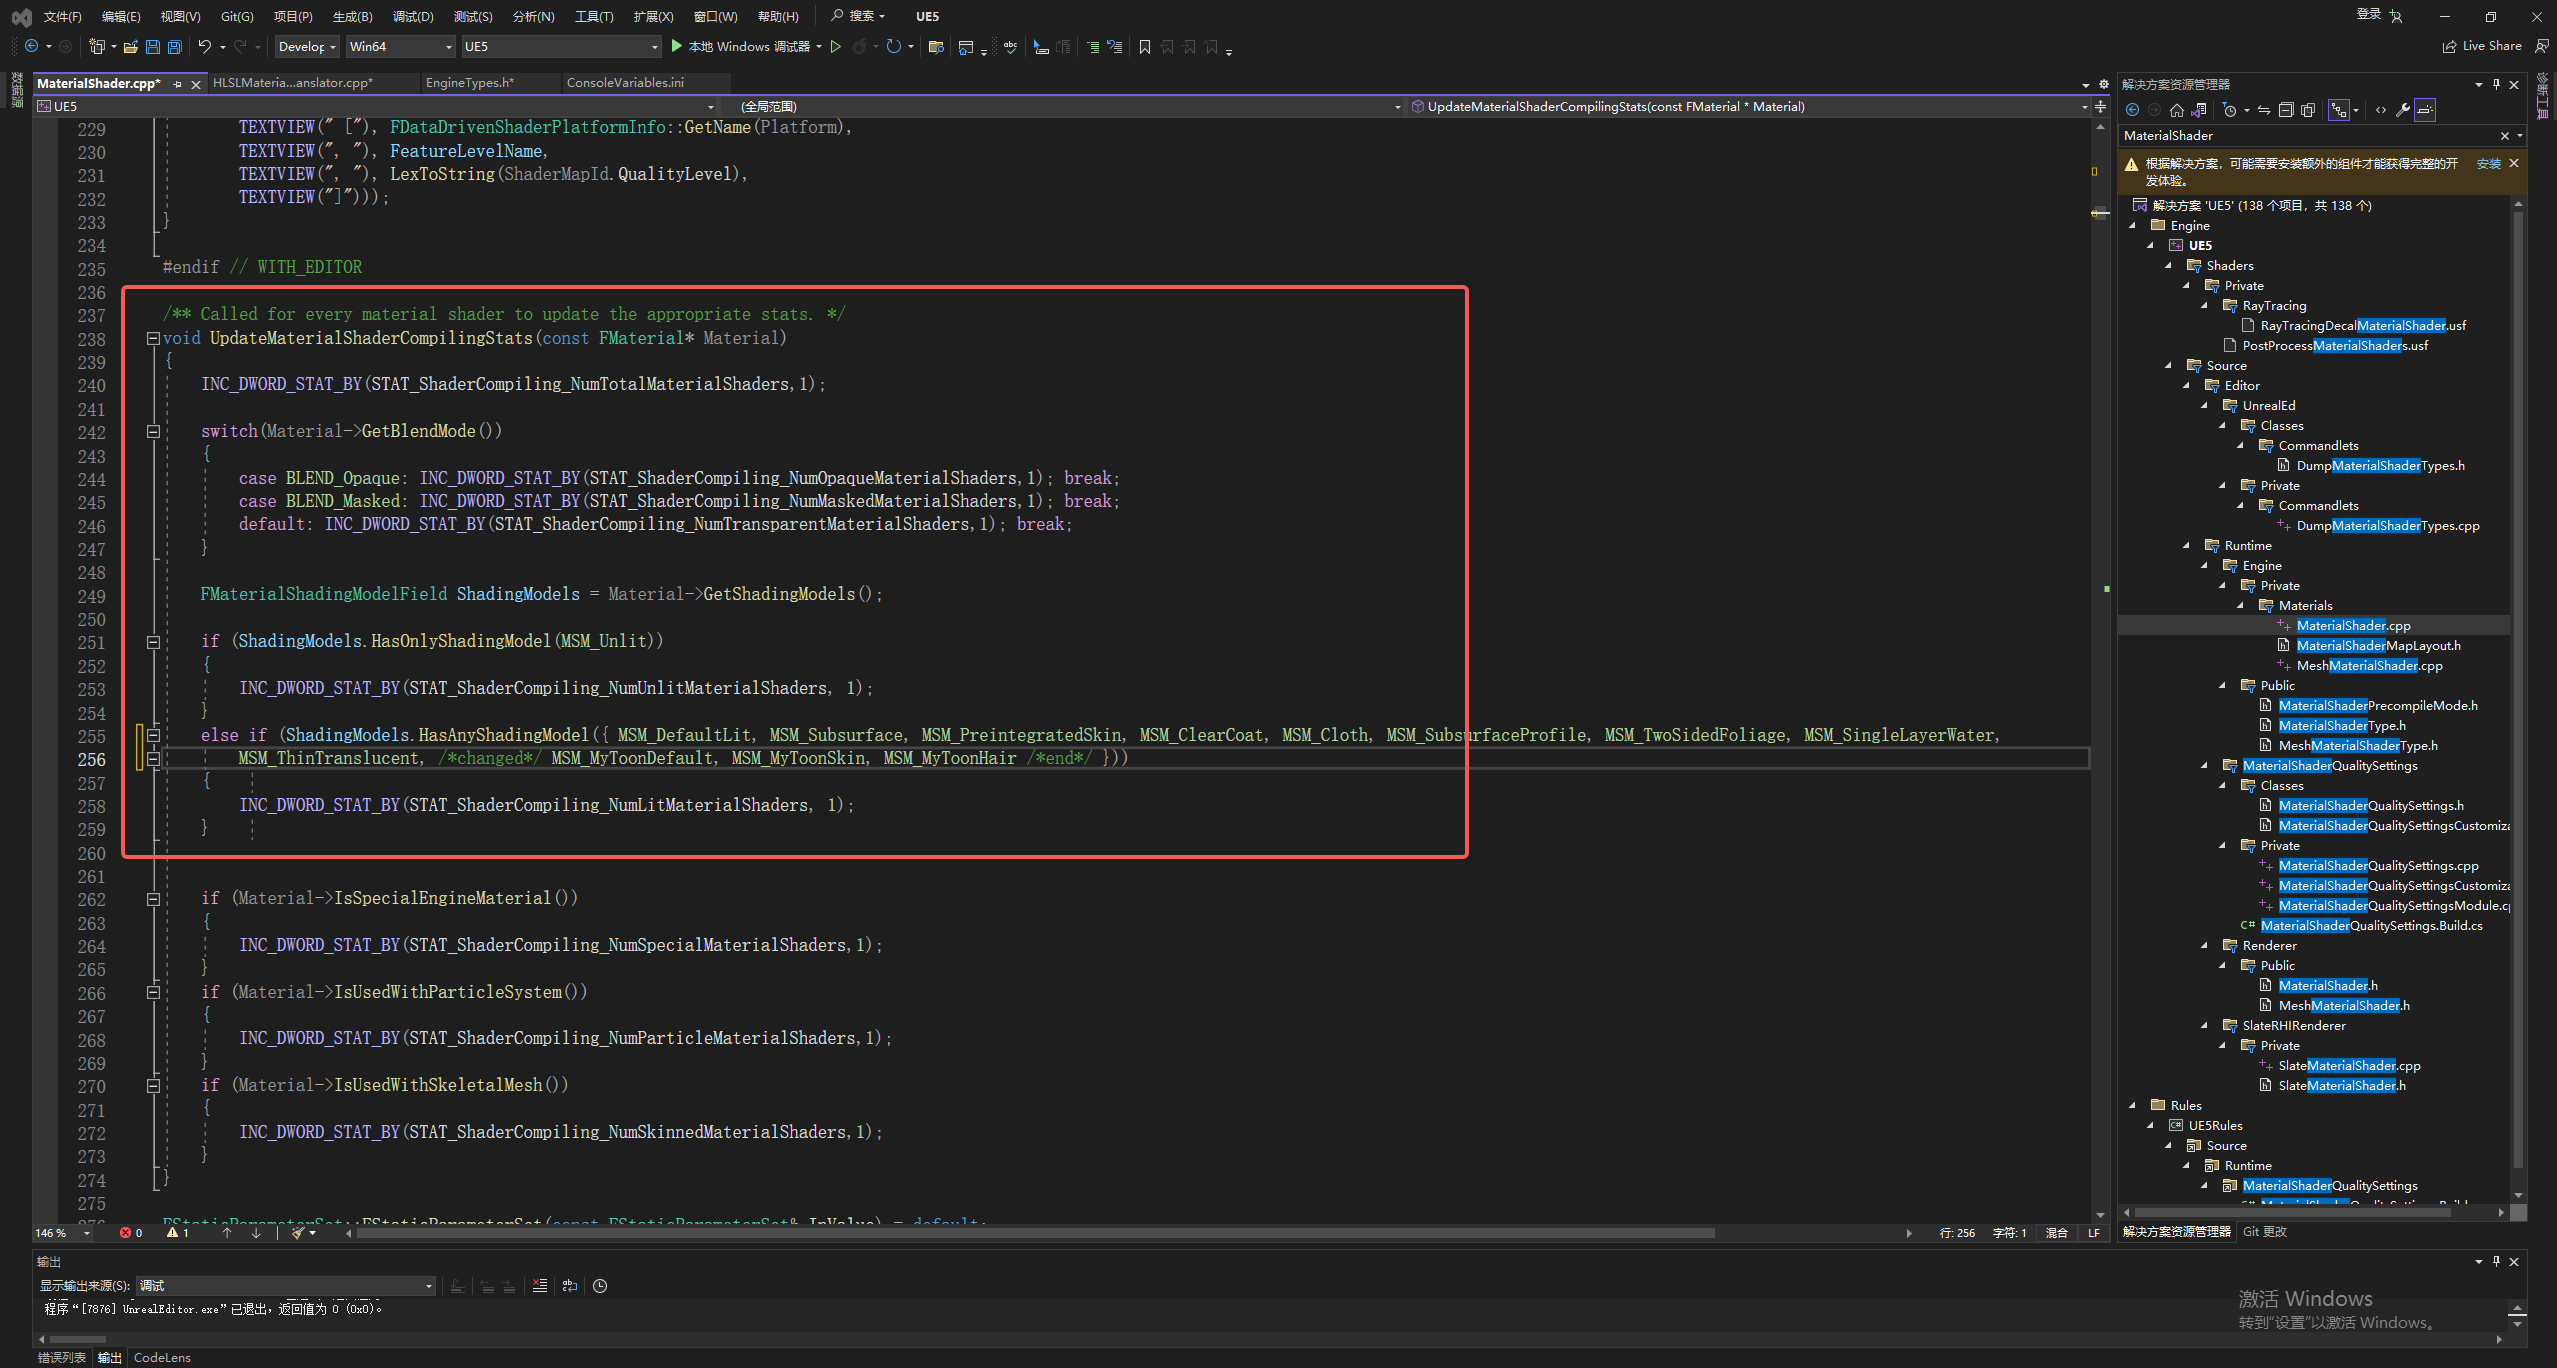 文件(F) 编辑(E) 视图(V) Git(G) 项目(P) 生成(B) 调试(D) 测试(S) 分析(N) 工具(T) 扩展(X) 窗口(W) 帮助(H) 搜索 UE5 登录
Develop Win64 UE5 本地 Windows 调试器 Live Share
数据源
MaterialShader.cpp* HLSLMateria...anslator.cpp* EngineTypes.h* ConsoleVariables.ini
UE5 (全局范围) UpdateMaterialShaderCompilingStats(const FMaterial * Material)
229 TEXTVIEW(" ["), FDataDrivenShaderPlatformInfo::GetName(Platform),
230 TEXTVIEW(", "), FeatureLevelName,
231 TEXTVIEW(", "), LexToString(ShaderMapId.QualityLevel),
232 TEXTVIEW("]")));
233 }
234
235 #endif // WITH_EDITOR
236
237 /** Called for every material shader to update the appropriate stats. */
238 void UpdateMaterialShaderCompilingStats(const FMaterial* Material)
239 {
240 INC_DWORD_STAT_BY(STAT_ShaderCompiling_NumTotalMaterialShaders,1);
241
242 switch(Material->GetBlendMode())
243 {
244 case BLEND_Opaque: INC_DWORD_STAT_BY(STAT_ShaderCompiling_NumOpaqueMaterialShaders,1); break;
245 case BLEND_Masked: INC_DWORD_STAT_BY(STAT_ShaderCompiling_NumMaskedMaterialShaders,1); break;
246 default: INC_DWORD_STAT_BY(STAT_ShaderCompiling_NumTransparentMaterialShaders,1); break;
247 }
248
249 FMaterialShadingModelField ShadingModels = Material->GetShadingModels();
250
251 if (ShadingModels.HasOnlyShadingModel(MSM_Unlit))
252 {
253 INC_DWORD_STAT_BY(STAT_ShaderCompiling_NumUnlitMaterialShaders, 1);
254 }
255 else if (ShadingModels.HasAnyShadingModel({ MSM_DefaultLit, MSM_Subsurface, MSM_PreintegratedSkin, MSM_ClearCoat, MSM_Cloth, MSM_SubsurfaceProfile, MSM_TwoSidedFoliage, MSM_SingleLayerWater,
256 MSM_ThinTranslucent, /*changed*/ MSM_MyToonDefault, MSM_MyToonSkin, MSM_MyToonHair /*end*/ }))
257 {
258 INC_DWORD_STAT_BY(STAT_ShaderCompiling_NumLitMaterialShaders, 1);
259 }
260
261
262 if (Material->IsSpecialEngineMaterial())
263 {
264 INC_DWORD_STAT_BY(STAT_ShaderCompiling_NumSpecialMaterialShaders,1);
265 }
266 if (Material->IsUsedWithParticleSystem())
267 {
268 INC_DWORD_STAT_BY(STAT_ShaderCompiling_NumParticleMaterialShaders,1);
269 }
270 if (Material->IsUsedWithSkeletalMesh())
271 {
272 INC_DWORD_STAT_BY(STAT_ShaderCompiling_NumSkinnedMaterialShaders,1);
273 }
274 }
275
146 % 0 1 行: 256 字符: 1 混合 LF
输出
显示输出来源(S): 调试
程序“[7876] UnrealEditor.exe”已退出，返回值为 0 (0x0)。
错误列表 输出 CodeLens
解决方案资源管理器
诊断工具
MaterialShader
根据解决方案，可能需要安装额外的组件才能获得完整的开 安装
发体验。
解决方案 'UE5' (138 个项目，共 138 个)
Engine
UE5
Shaders
Private
RayTracing
RayTracingDecalMaterialShader.usf
PostProcessMaterialShaders.usf
Source
Editor
UnrealEd
Classes
Commandlets
DumpMaterialShaderTypes.h
Private
Commandlets
DumpMaterialShaderTypes.cpp
Runtime
Engine
Private
Materials
MaterialShader.cpp
MaterialShaderMapLayout.h
MeshMaterialShader.cpp
Public
MaterialShaderPrecompileMode.h
MaterialShaderType.h
MeshMaterialShaderType.h
MaterialShaderQualitySettings
Classes
MaterialShaderQualitySettings.h
MaterialShaderQualitySettingsCustomiza
Private
MaterialShaderQualitySettings.cpp
MaterialShaderQualitySettingsCustomiza
MaterialShaderQualitySettingsModule.cp
C# MaterialShaderQualitySettings.Build.cs
Renderer
Public
MaterialShader.h
MeshMaterialShader.h
SlateRHIRenderer
Private
SlateMaterialShader.cpp
SlateMaterialShader.h
Rules
UE5Rules
Source
Runtime
MaterialShaderQualitySettings
解决方案资源管理器 Git 更改
激活 Windows
转到“设置”以激活 Windows。